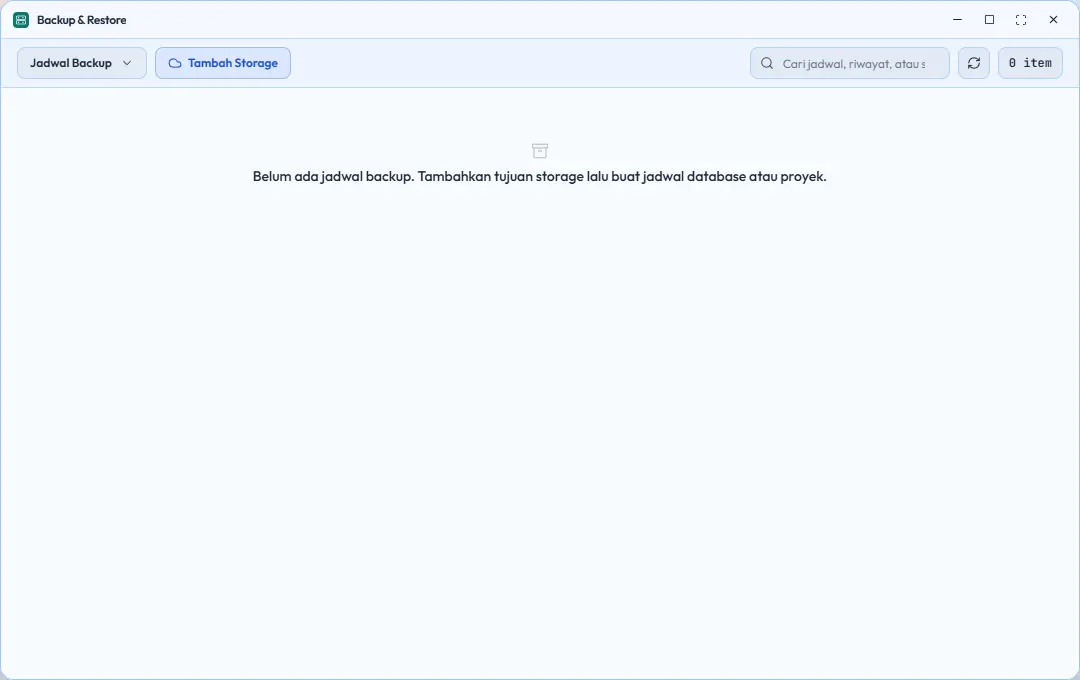 Backup & Restore
Jadwal Backup
Tambah Storage
Cari jadwal, riwayat, atau s
0 item
Belum ada jadwal backup. Tambahkan tujuan storage lalu buat jadwal database atau proyek.